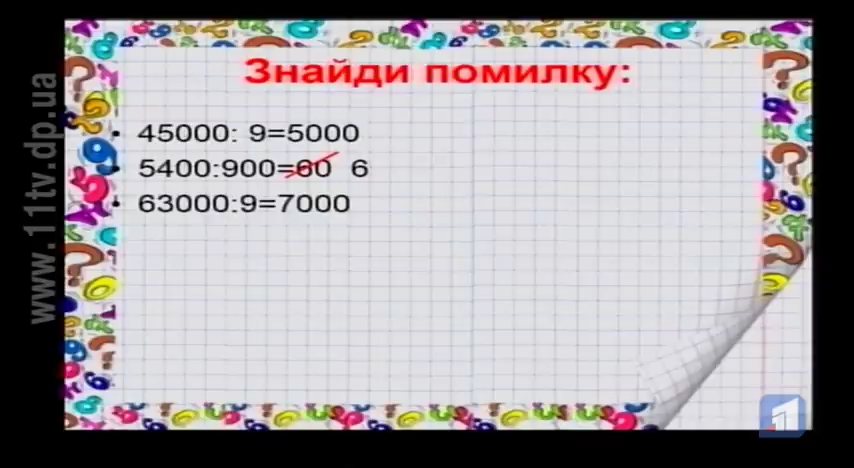 Знайди помилку:
• 45000: 9=5000
• 5400:900=60 6
• 63000:9=7000
www.11tv.dp.ua